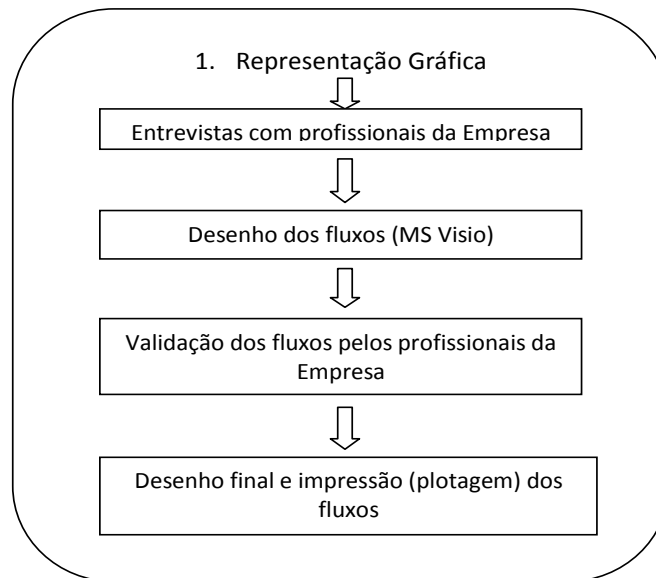 1. Representação Gráfica
Entrevistas com profissionais da Empresa
Desenho dos fluxos (MS Visio)
Validação dos fluxos pelos profissionais da
Empresa
Desenho final e impressão (plotagem) dos
fluxos